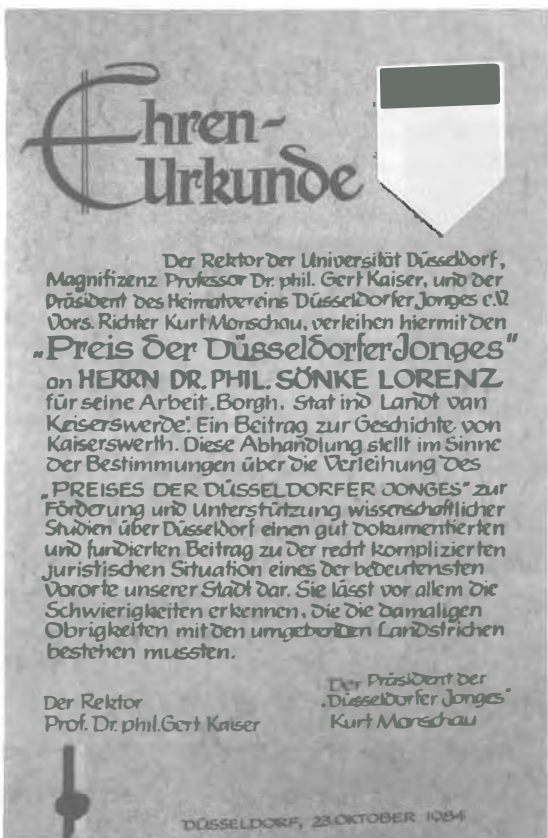 Ehren-
Urkunde
Der Rektor der Universität Düsseldorf,
Magnifizenz Professor Dr. phil. Gert Kaiser, und der
Präsident des Heimatvereins Düsseldorfer Jonges e.V.
Vors. Richter Kurt Monschau, verleihen hiermit den
„Preis der Düsseldorfer Jonges“
an HERRN DR. PHIL. SÖNKE LORENZ
für seine Arbeit „Borgh, Stat ind Landt van
Keiserswerde“. Ein Beitrag zur Geschichte von
Kaiserswerth. Diese Abhandlung stellt im Sinne
der Bestimmungen über die Verleihung des
„PREISES DER DÜSSELDORFER JONGES“ zur
Förderung und Unterstützung wissenschaftlicher
Studien über Düsseldorf einen gut dokumentierten
und fundierten Beitrag zu der recht komplizierten
juristischen Situation eines der bedeutensten
Vororte unserer Stadt dar. Sie lässt vor allem die
Schwierigkeiten erkennen, die die damaligen
Obrigkeiten mit den umgebenden Landstrichen
bestehen mussten.
Der Rektor
Prof. Dr. phil. Gert Kaiser
Der Präsident der
„Düsseldorfer Jonges“
Kurt Monschau
DÜSSELDORF, 23. OKTOBER 1984